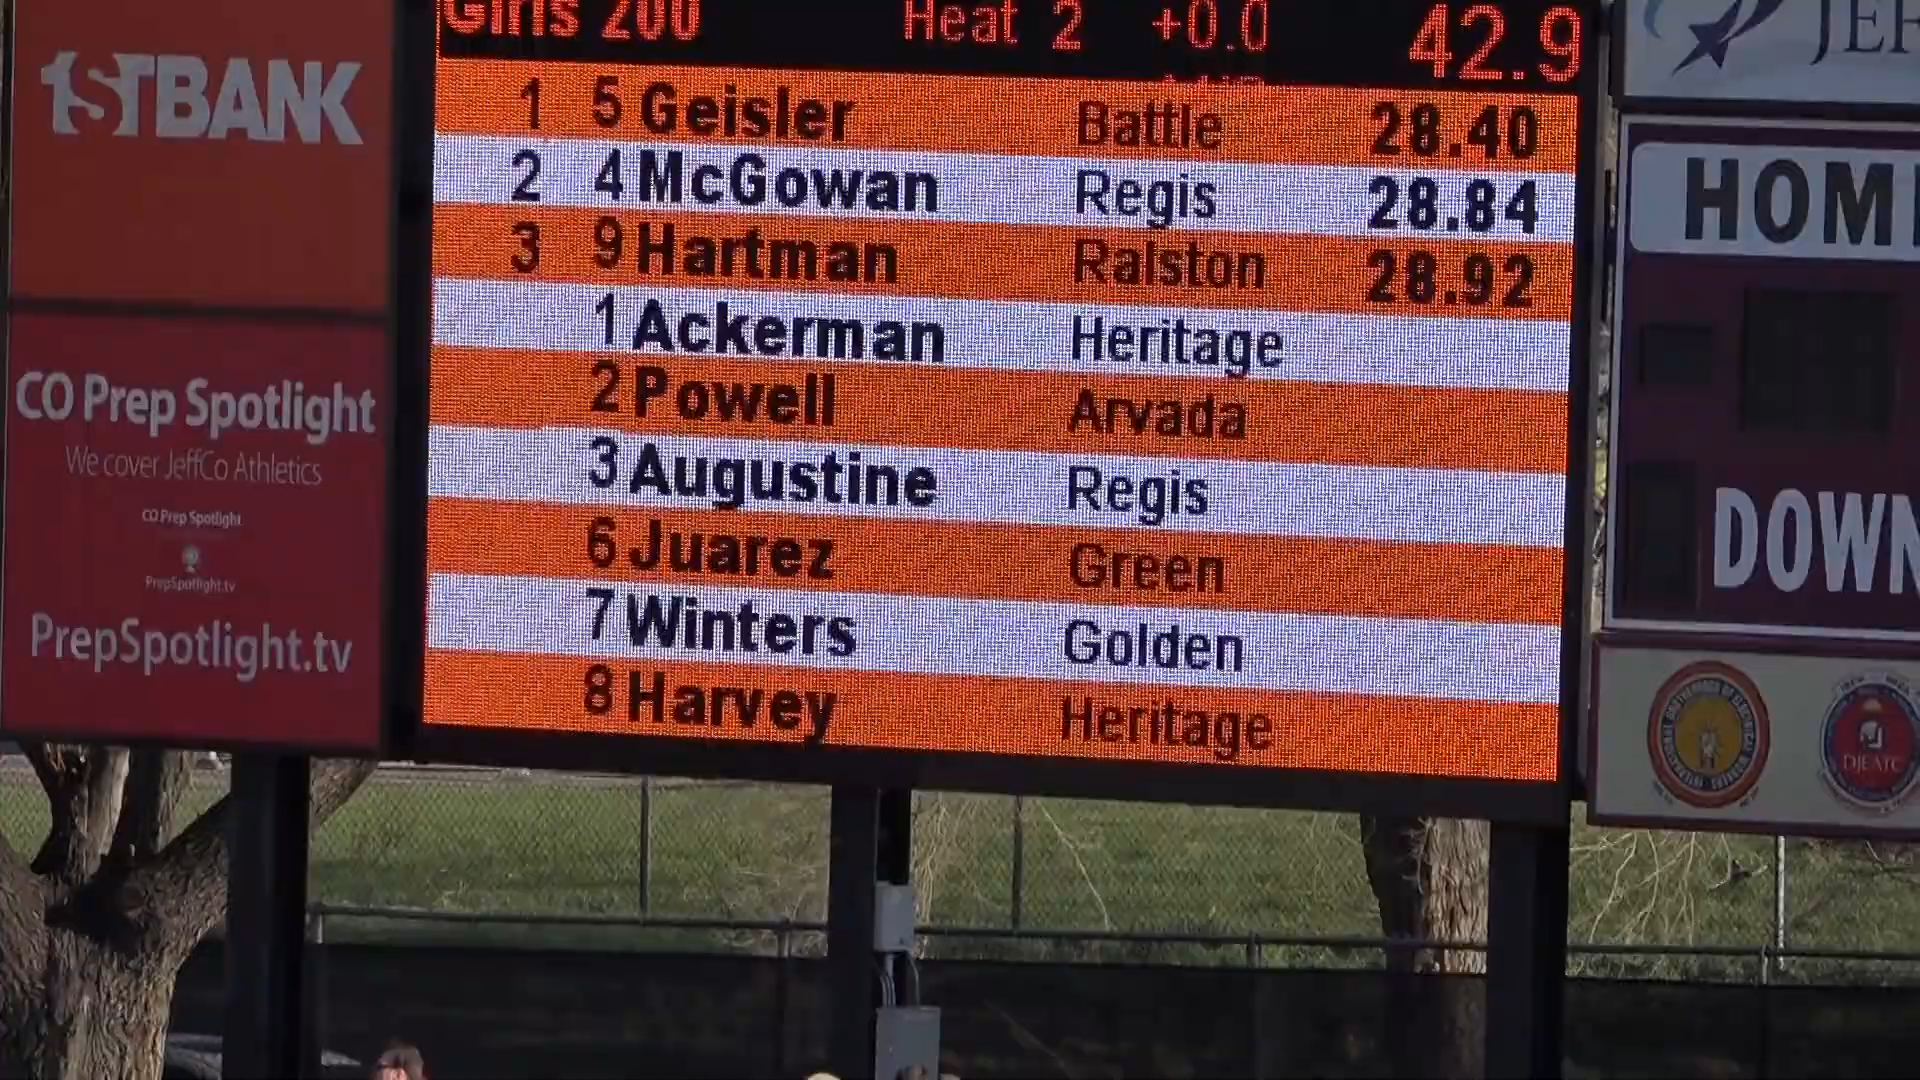 1STBANK
CO Prep Spotlight
We cover JeffCo Athletics
CO Prep Spotlight
PrepSpotlight.tv
PrepSpotlight.tv
Girls 200 Heat 2 +0.0 42.9
1 5 Geisler Battle 28.40
2 4 McGowan Regis 28.84
3 9 Hartman Ralston 28.92
1 Ackerman Heritage
2 Powell Arvada
3 Augustine Regis
6 Juarez Green
7 Winters Golden
8 Harvey Heritage
JEF
HOM
DOWN
DJEATC